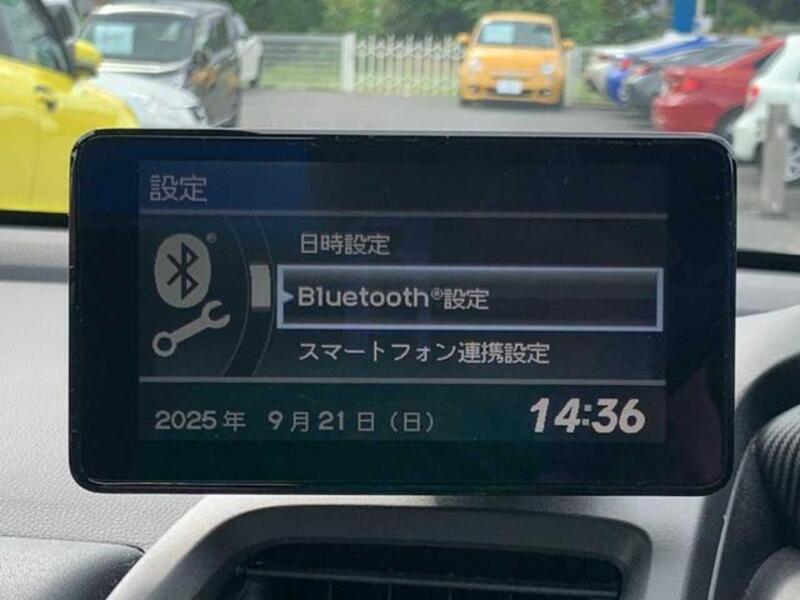 設定
日時設定
Bluetooth®設定
スマートフォン連携設定
2025年 9月21日（日） 14:36